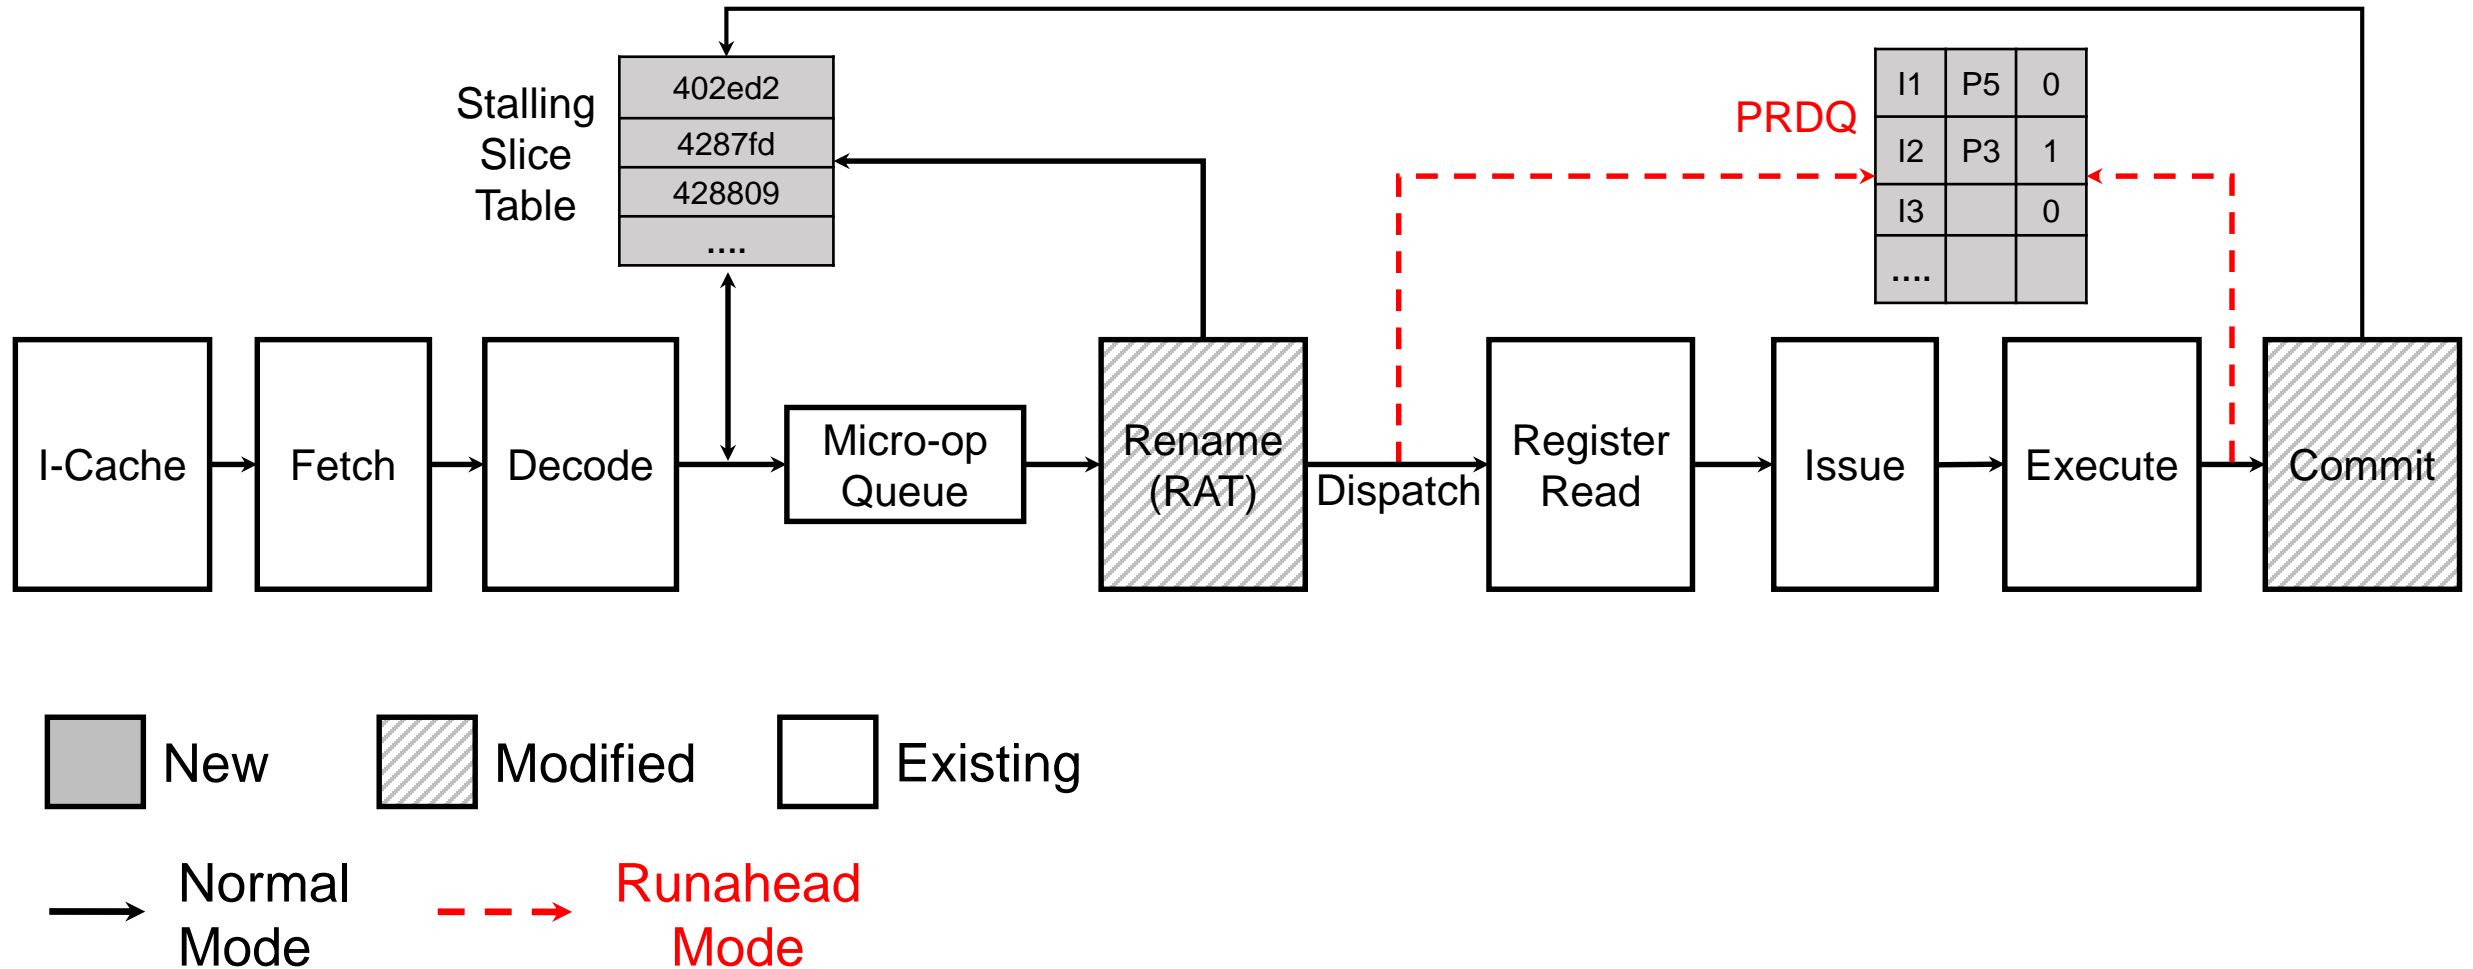 Stalling
Slice
Table
402ed2
4287fd
428809
....
PRDQ
I1 P5 0
I2 P3 1
I3 0
....
I-Cache
Fetch
Decode
Micro-op
Queue
Rename
(RAT)
Dispatch
Register
Read
Issue
Execute
Commit
New
Modified
Existing
Normal
Mode
Runahead
Mode